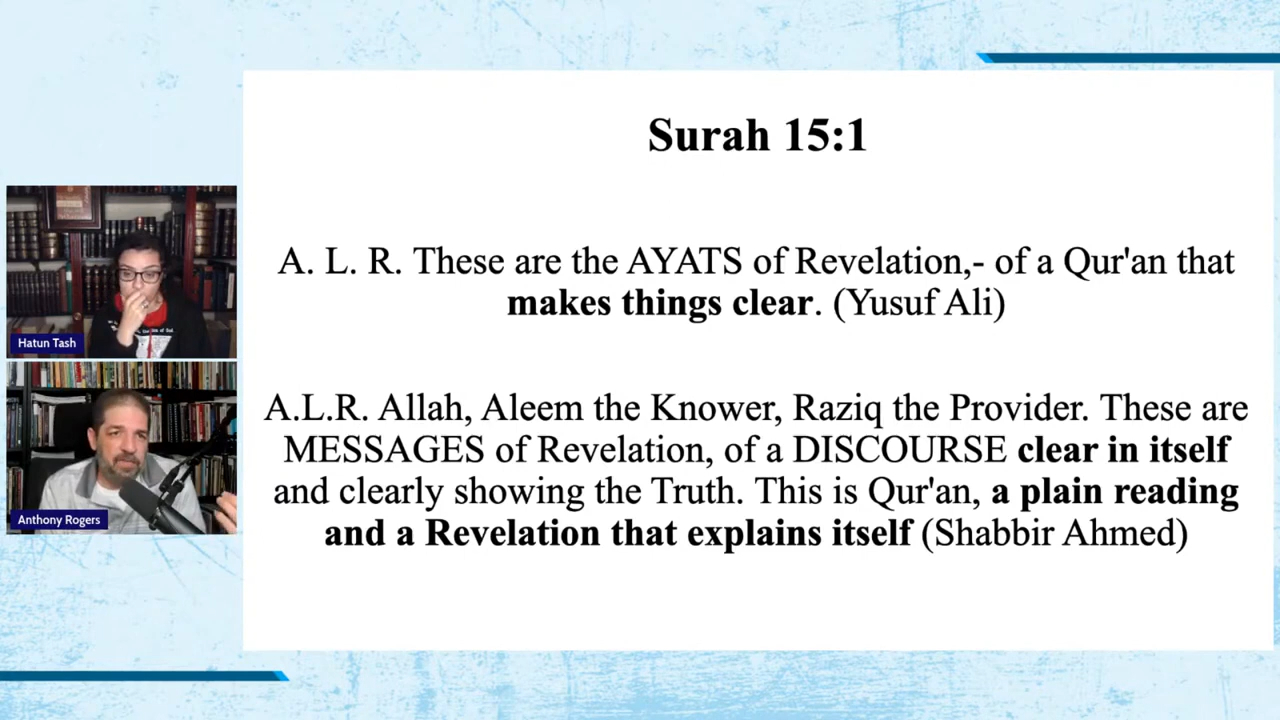 Surah 15:1
A. L. R. These are the AYATS of Revelation,- of a Qur'an that
makes things clear. (Yusuf Ali)
A.L.R. Allah, Aleem the Knower, Raziq the Provider. These are
MESSAGES of Revelation, of a DISCOURSE clear in itself
and clearly showing the Truth. This is Qur'an, a plain reading
and a Revelation that explains itself (Shabbir Ahmed)
Hatun Tash
Anthony Rogers